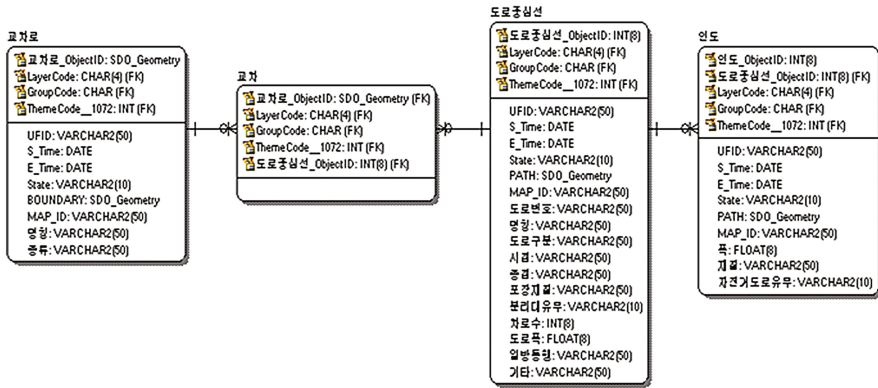 교차로
교차로_ObjectID: SDO_Geometry
LayerCode: CHAR(4) (FK)
GroupCode: CHAR (FK)
ThemeCode__1072: INT (FK)
UFID: VARCHAR2(50)
S_Time: DATE
E_Time: DATE
State: VARCHAR2(10)
BOUNDARY: SDO_Geometry
MAP_ID: VARCHAR2(50)
명칭: VARCHAR2(50)
종류: VARCHAR2(50)
교차
교차로_ObjectID: SDO_Geometry (FK)
LayerCode: CHAR(4) (FK)
GroupCode: CHAR (FK)
ThemeCode__1072: INT (FK)
도로중심선_ObjectID: INT(8) (FK)
도로중심선
도로중심선_ObjectID: INT(8)
LayerCode: CHAR(4) (FK)
GroupCode: CHAR (FK)
ThemeCode__1072: INT (FK)
UFID: VARCHAR2(50)
S_Time: DATE
E_Time: DATE
State: VARCHAR2(10)
PATH: SDO_Geometry
MAP_ID: VARCHAR2(50)
도로번호: VARCHAR2(50)
명칭: VARCHAR2(50)
도로구분: VARCHAR2(50)
시점: VARCHAR2(50)
종점: VARCHAR2(50)
포장재질: VARCHAR2(50)
분리대유무: VARCHAR2(10)
차로수: INT(8)
도로폭: FLOAT(8)
일방통행: VARCHAR2(50)
기타: VARCHAR2(50)
인도
인도_ObjectID: INT(8)
도로중심선_ObjectID: INT(8) (FK)
LayerCode: CHAR(4) (FK)
GroupCode: CHAR (FK)
ThemeCode__1072: INT (FK)
UFID: VARCHAR2(50)
S_Time: DATE
E_Time: DATE
State: VARCHAR2(10)
PATH: SDO_Geometry
MAP_ID: VARCHAR2(50)
폭: FLOAT(8)
재질: VARCHAR2(50)
자전거도로유무: VARCHAR2(10)